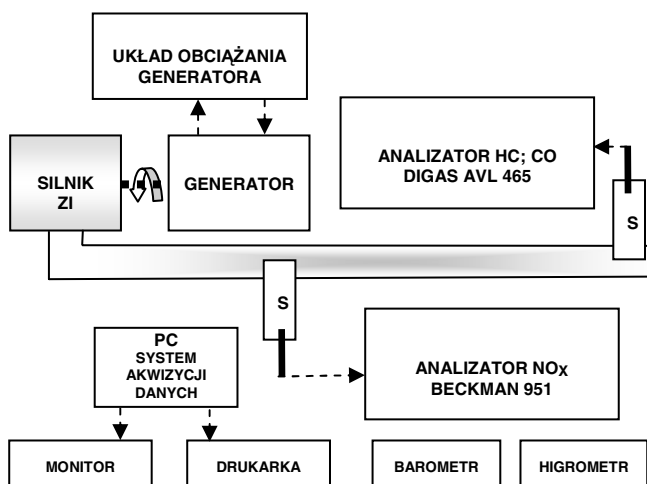 UKŁAD OBCIĄŻANIA
GENERATORA
SILNIK
ZI
GENERATOR
ANALIZATOR HC; CO
DIGAS AVL 465
S
S
PC
SYSTEM
AKWIZYCJI
DANYCH
ANALIZATOR NOx
BECKMAN 951
MONITOR
DRUKARKA
BAROMETR
HIGROMETR